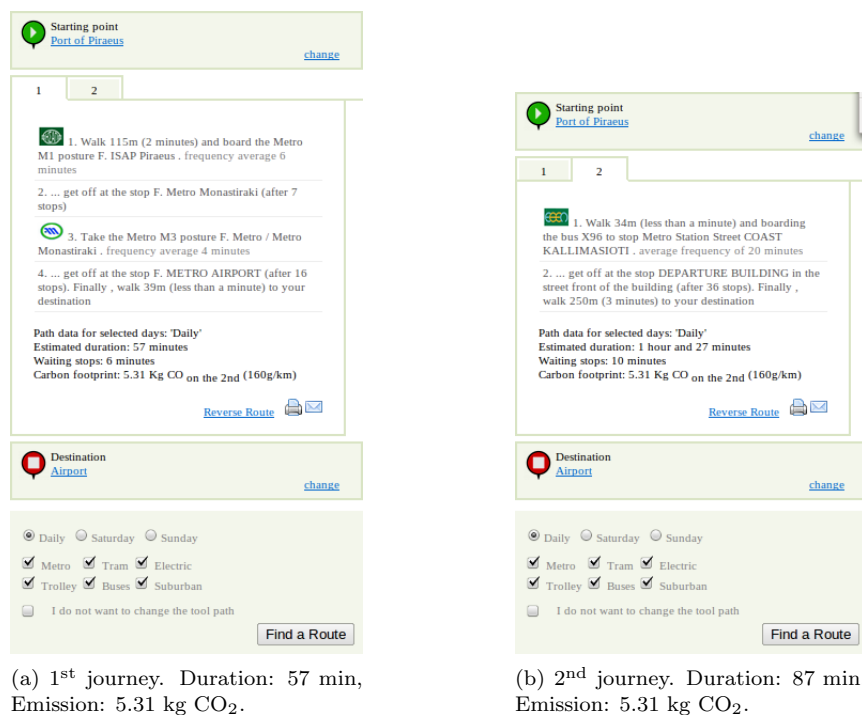 Starting point
Port of Piraeus
change
1 2
1. Walk 115m (2 minutes) and board the Metro
M1 posture F. ISAP Piraeus . frequency average 6
minutes
2. ... get off at the stop F. Metro Monastiraki (after 7
stops)
3. Take the Metro M3 posture F. Metro / Metro
Monastiraki . frequency average 4 minutes
4. ... get off at the stop F. METRO AIRPORT (after 16
stops). Finally , walk 39m (less than a minute) to your
destination
Path data for selected days: 'Daily'
Estimated duration: 57 minutes
Waiting stops: 6 minutes
Carbon footprint: 5.31 Kg CO on the 2nd (160g/km)
Reverse Route
Destination
Airport
change
Daily Saturday Sunday
Metro Tram Electric
Trolley Buses Suburban
I do not want to change the tool path
Find a Route
(a) 1st journey. Duration: 57 min,
Emission: 5.31 kg CO2.
Starting point
Port of Piraeus
change
1 2
1. Walk 34m (less than a minute) and boarding
the bus X96 to stop Metro Station Street COAST
KALLIMASIOTI . average frequency of 20 minutes
2. ... get off at the stop DEPARTURE BUILDING in the
street front of the building (after 36 stops). Finally ,
walk 250m (3 minutes) to your destination
Path data for selected days: 'Daily'
Estimated duration: 1 hour and 27 minutes
Waiting stops: 10 minutes
Carbon footprint: 5.31 Kg CO on the 2nd (160g/km)
Reverse Route
Destination
Airport
change
Daily Saturday Sunday
Metro Tram Electric
Trolley Buses Suburban
I do not want to change the tool path
Find a Route
(b) 2nd journey. Duration: 87 min
Emission: 5.31 kg CO2.